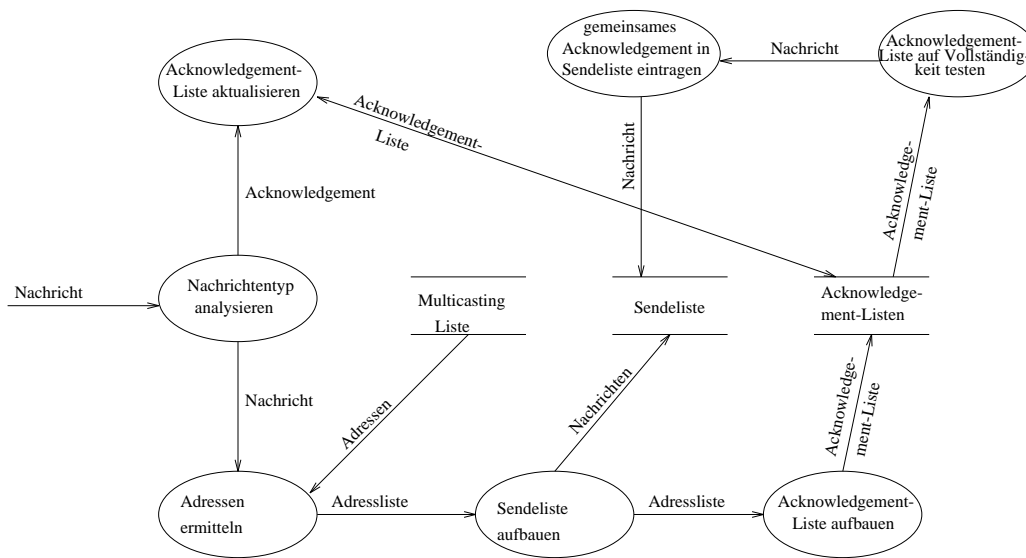 gemeinsames
Acknowledgement in
Sendeliste eintragen
Nachricht
Acknowledgement-
Liste auf Vollständig-
keit testen
Acknowledgement-
Liste aktualisieren
Acknowledgement-
Liste
Nachricht
Acknowledge-
ment-Liste
Acknowledgement
Nachricht
Nachrichtentyp
analysieren
Multicasting
Liste
Sendeliste
Acknowledge-
ment-Listen
Nachricht
Adressen
Nachrichten
Acknowledge-
ment-Liste
Adressen
ermitteln
Adressliste
Sendeliste
aufbauen
Adressliste
Acknowledgement-
Liste aufbauen